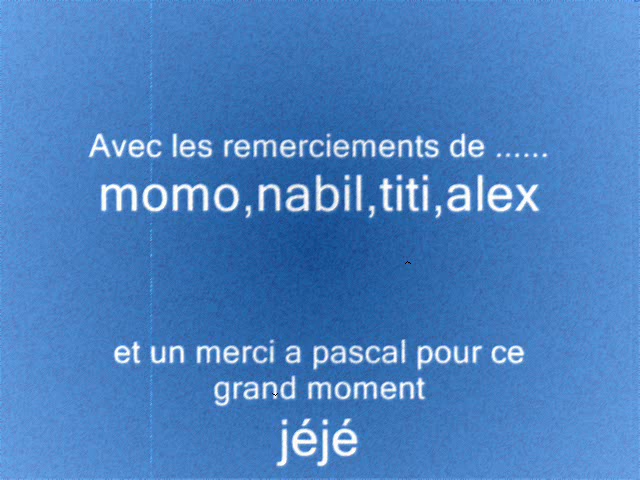 Avec les remerciements de ......
momo,nabil,titi,alex
et un merci a pascal pour ce
grand moment
jéjé